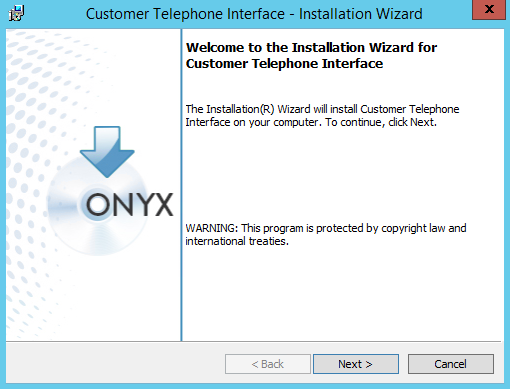 Customer Telephone Interface - Installation Wizard
x
Welcome to the Installation Wizard for
Customer Telephone Interface
The Installation(R) Wizard will install Customer Telephone
Interface on your computer. To continue, click Next.
ONYX
WARNING: This program is protected by copyright law and
international treaties.
< Back
Next >
Cancel